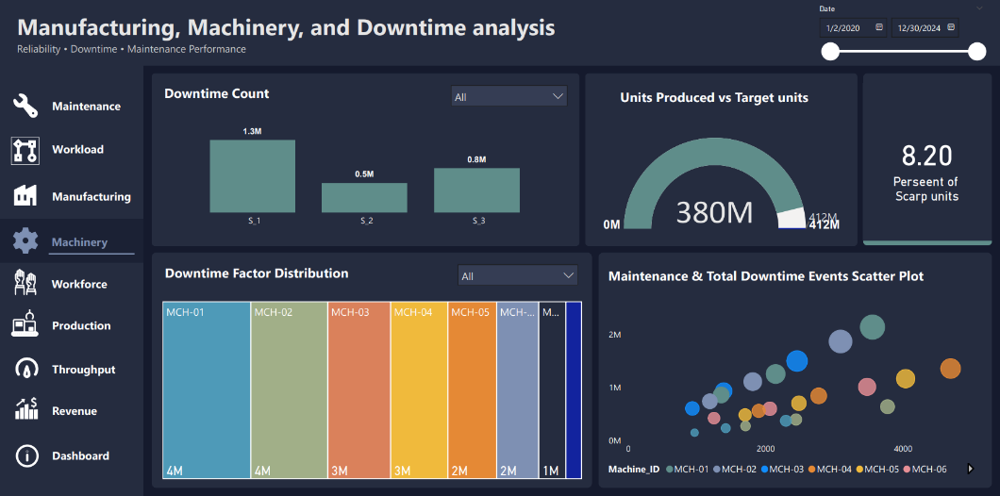 Manufacturing, Machinery, and Downtime analysis
Reliability • Downtime • Maintenance Performance
Date
1/2/2020 12/30/2024
Maintenance
Workload
Manufacturing
Machinery
Workforce
Production
Throughput
Revenue
Dashboard
Downtime Count
All
1.3M
0.5M
0.8M
S_1 S_2 S_3
Units Produced vs Target units
380M
0M
412M
412M
8.20
Perseent of
Scarp units
Downtime Factor Distribution
All
MCH-01 MCH-02 MCH-03 MCH-04 MCH-05 MCH-... M...
4M 4M 3M 3M 2M 2M 1M
Maintenance & Total Downtime Events Scatter Plot
2M
1M
0M
0 2000 4000
Machine_ID MCH-01 MCH-02 MCH-03 MCH-04 MCH-05 MCH-06